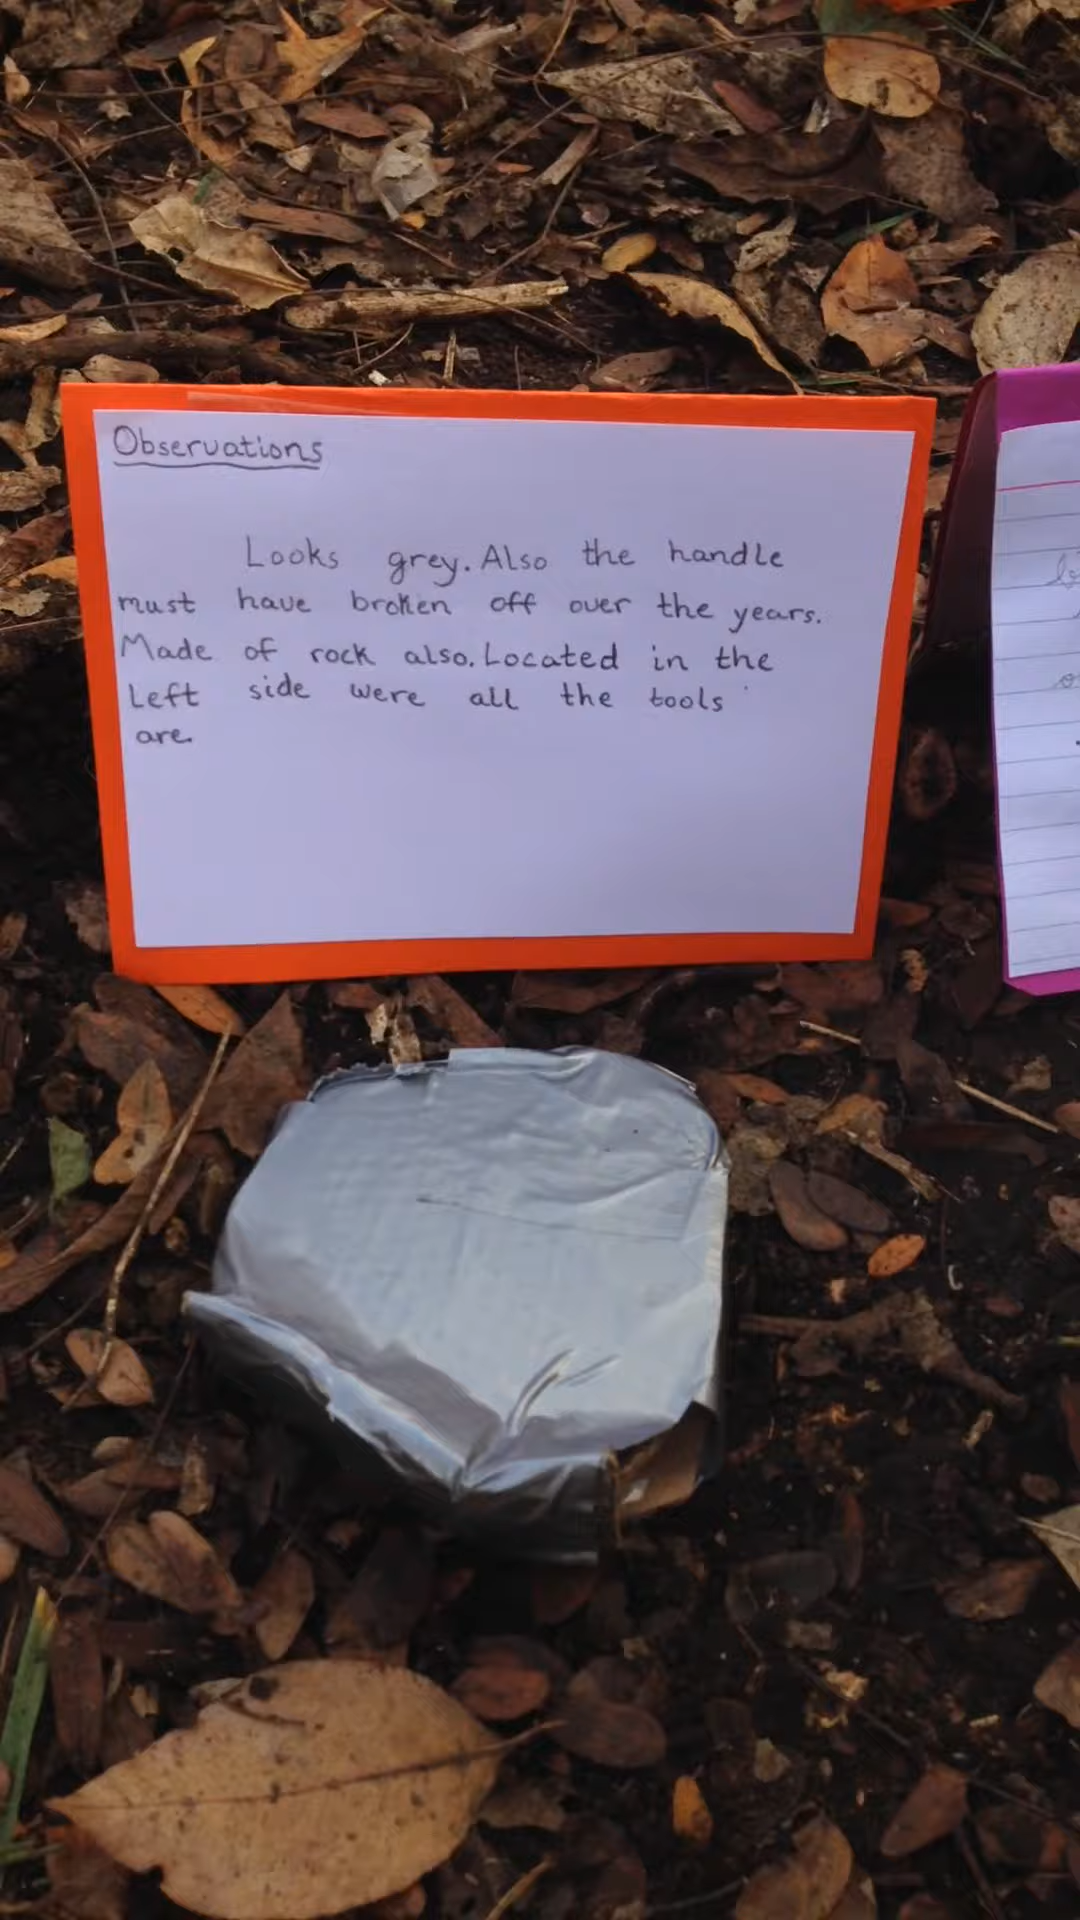 Observations
Looks grey. Also the handle
must have broken off over the years.
Made of rock also. Located in the
Left side were all the tools
are.